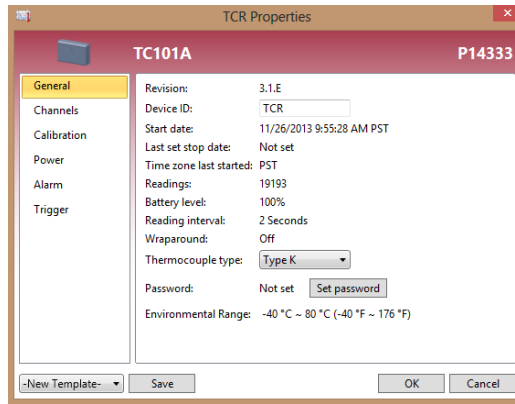 TCR Properties
TC101A P14333
General
Channels
Calibration
Power
Alarm
Trigger
Revision: 3.1.E
Device ID: TCR
Start date: 11/26/2013 9:55:28 AM PST
Last set stop date: Not set
Time zone last started: PST
Readings: 19193
Battery level: 100%
Reading interval: 2 Seconds
Wraparound: Off
Thermocouple type: Type K
Password: Not set Set password
Environmental Range: -40 °C ~ 80 °C (-40 °F ~ 176 °F)
-New Template- Save OK Cancel